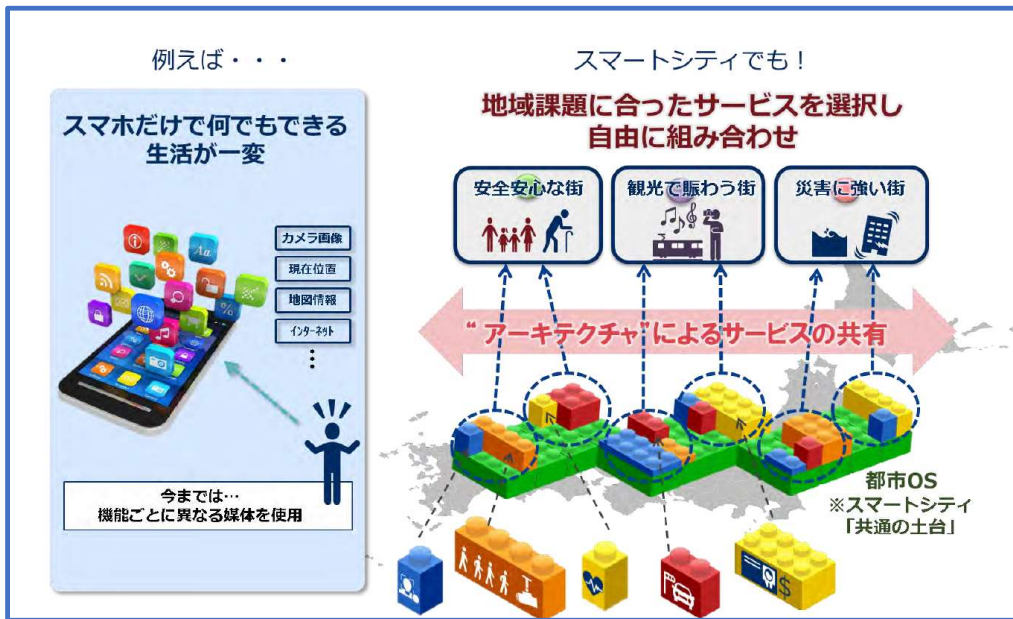 例えば・・・
スマホだけで何でもできる
生活が一変
カメラ画像
現在位置
地図情報
インターネット
今までは…
機能ごとに異なる媒体を使用
スマートシティでも！
地域課題に合ったサービスを選択し
自由に組み合わせ
安全安心な街
観光で賑わう街
災害に強い街
“アーキテクチャ”によるサービスの共有
都市OS
※スマートシティ
「共通の土台」
Aa
%
$